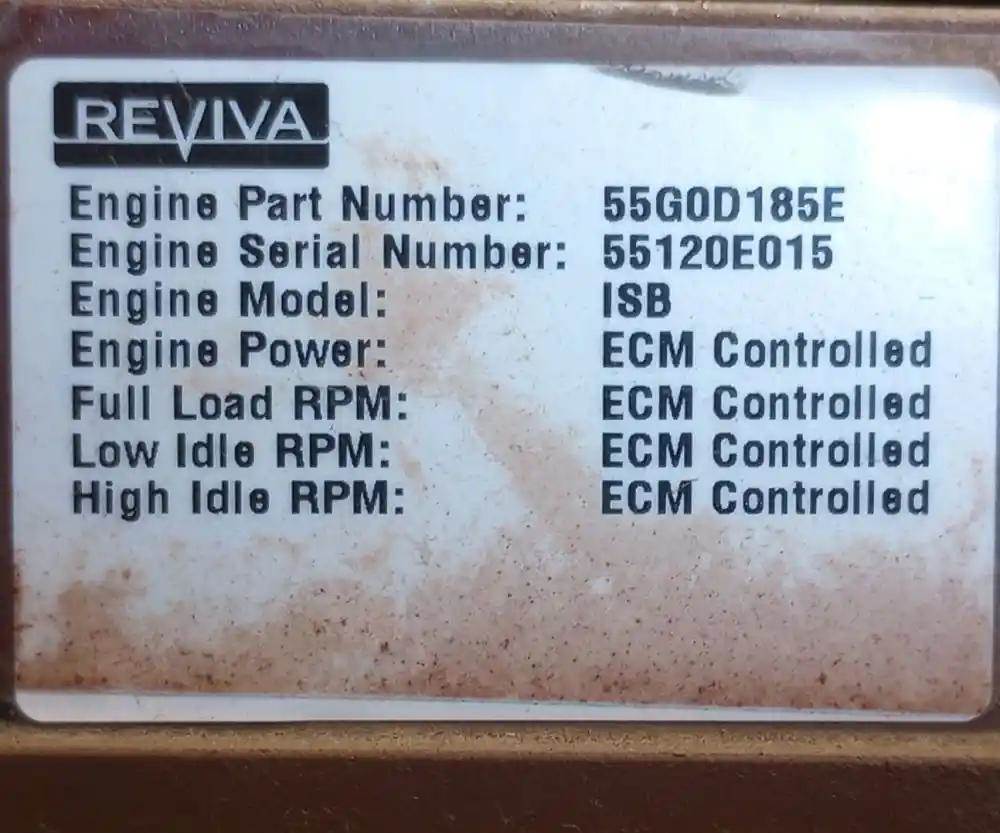 REVIVA
Engine Part Number: 55G0D185E
Engine Serial Number: 55120E015
Engine Model: ISB
Engine Power: ECM Controlled
Full Load RPM: ECM Controlled
Low Idle RPM: ECM Controlled
High Idle RPM: ECM Controlled